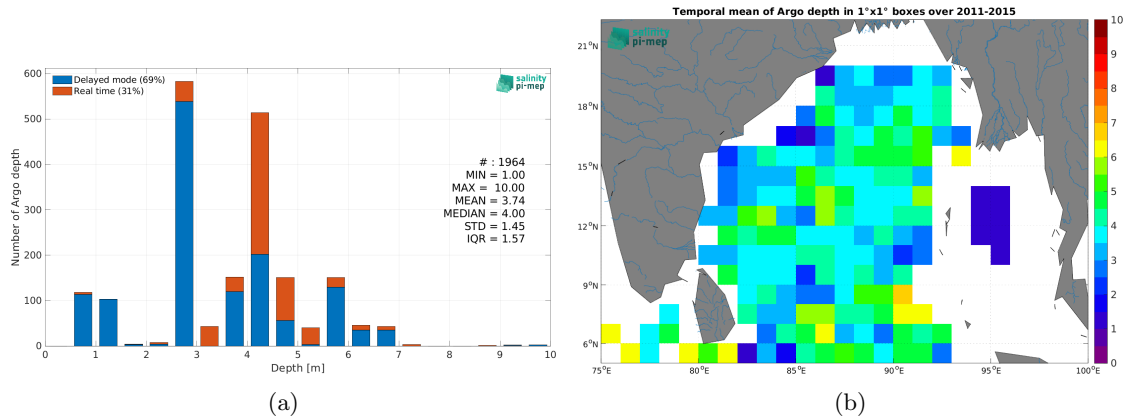 Delayed mode (69%)
Real time (31%)
salinity
pi-mep
Number of Argo depth
600
500
400
300
200
100
0
# : 1964
MIN = 1.00
MAX = 10.00
MEAN = 3.74
MEDIAN = 4.00
STD = 1.45
IQR = 1.57
0 1 2 3 4 5 6 7 8 9 10
Depth [m]
(a)
Temporal mean of Argo depth in 1°x1° boxes over 2011-2015
salinity
pi-mep
21°N
18°N
15°N
12°N
9°N
6°N
75°E 80°E 85°E 90°E 95°E 100°E
10
9
8
7
6
5
4
3
2
1
0
(b)